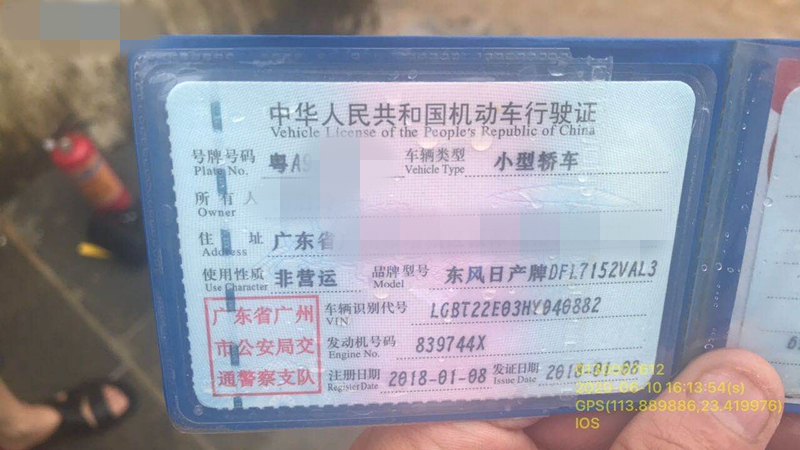 中华人民共和国机动车行驶证
Vehicle License of the People's Republic of China
号牌号码 粤A9 车辆类型 小型轿车
Plate No. Vehicle Type
所有人
Owner
住址 广东省
Address
使用性质 非营运 品牌型号 东风日产牌DFL7152VAL3
Use Character Model
广东省广州
市公安局交
通警察支队
车辆识别代号 LGBT22E03HY040882
VIN
发动机号码 839744X
Engine No.
注册日期 2018-01-08 发证日期 2018-01-08
Register Date Issue Date
16:13:54(s)
GPS(113.889886,23.419976)
IOS